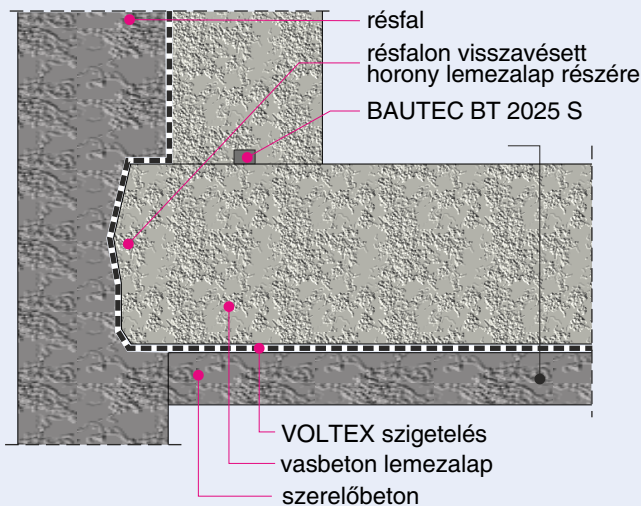 résfal
résfalon visszavésett
horony lemezalap részére
BAUTEC BT 2025 S
VOLTEX szigetelés
vasbeton lemezalap
szerelőbeton